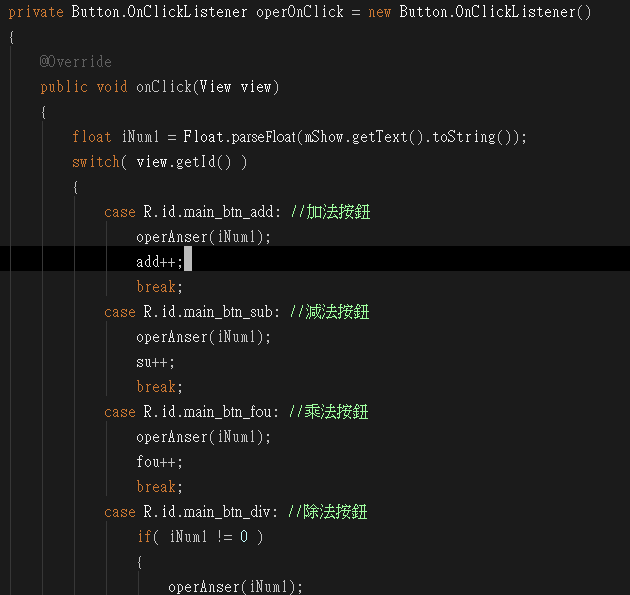 private Button.OnClickListener operOnClick = new Button.OnClickListener()
{
@Override
public void onClick(View view)
{
float iNum1 = Float.parseFloat(mShow.getText().toString());
switch( view.getId() )
{
case R.id.main_btn_add: //加法按鈕
operAnser(iNum1);
add++;
break;
case R.id.main_btn_sub: //減法按鈕
operAnser(iNum1);
su++;
break;
case R.id.main_btn_fou: //乘法按鈕
operAnser(iNum1);
fou++;
break;
case R.id.main_btn_div: //除法按鈕
if( iNum1 != 0 )
{
operAnser(iNum1);